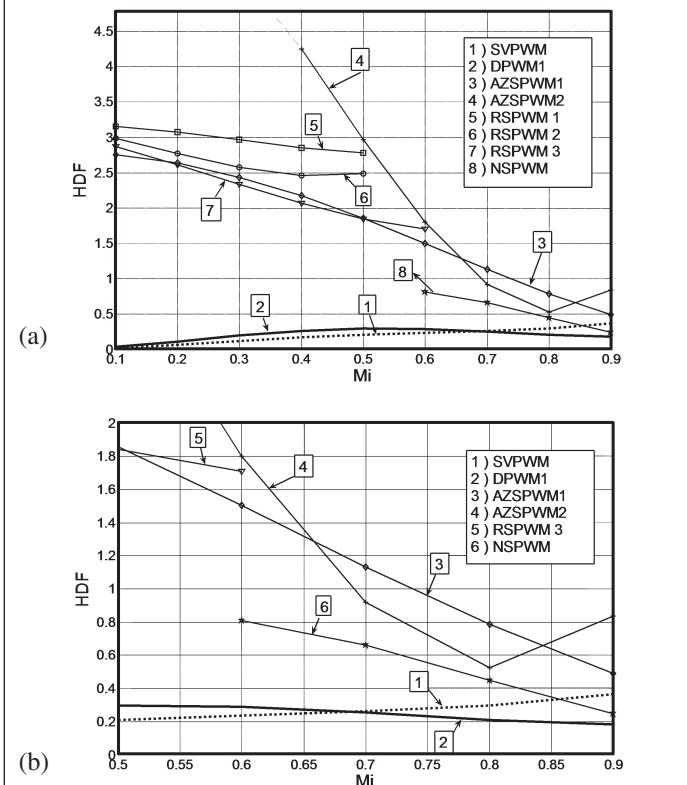 4.5
4
3.5
3
2.5
2
1.5
1
0.5
0
HDF
0.1 0.2 0.3 0.4 0.5 0.6 0.7 0.8 0.9
Mi
1 ) SVPWM
2 ) DPWM1
3 ) AZSPWM1
4 ) AZSPWM2
5 ) RSPWM 1
6 ) RSPWM 2
7 ) RSPWM 3
8 ) NSPWM
4
5
6
7
3
8
2
1
(a)
2
1.8
1.6
1.4
1.2
1
0.8
0.6
0.4
0.2
0
HDF
0.5 0.55 0.6 0.65 0.7 0.75 0.8 0.85 0.9
Mi
1 ) SVPWM
2 ) DPWM1
3 ) AZSPWM1
4 ) AZSPWM2
5 ) RSPWM 3
6 ) NSPWM
5
4
3
6
1
2
(b)